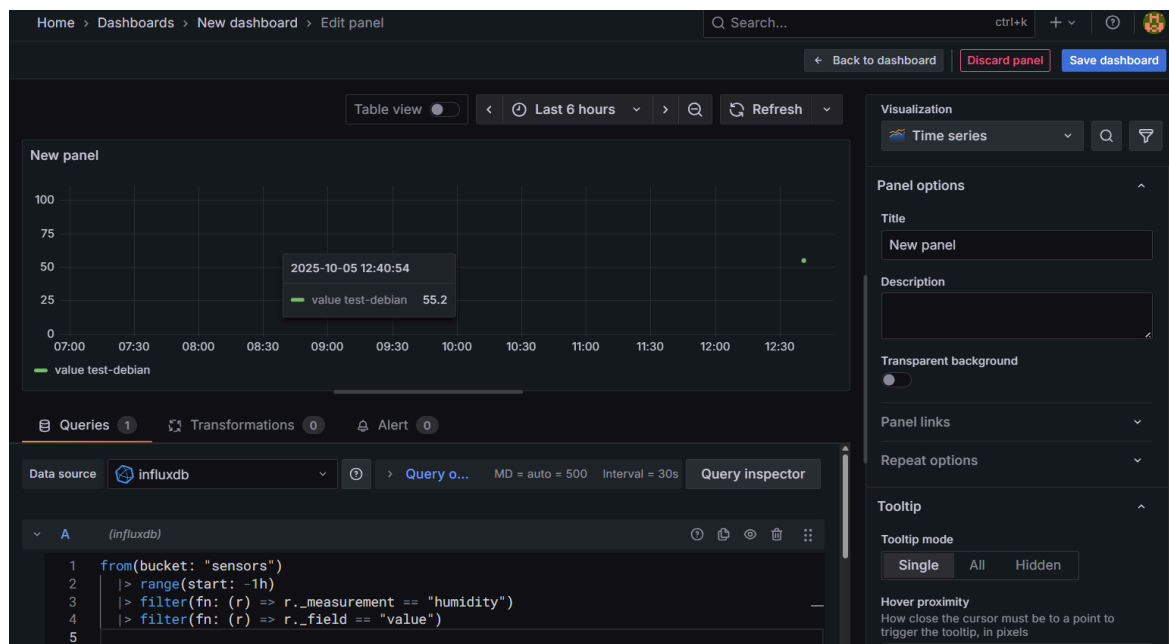 Home › Dashboards › New dashboard › Edit panel
Search... ctrl+k
Back to dashboard Discard panel Save dashboard
Table view Last 6 hours Refresh
New panel
100
75
50
25
0
07:00 07:30 08:00 08:30 09:00 09:30 10:00 10:30 11:00 11:30 12:00 12:30
2025-10-05 12:40:54
value test-debian 55.2
value test-debian
Queries 1 Transformations 0 Alert 0
Data source influxdb Query o... MD = auto = 500 Interval = 30s Query inspector
A (influxdb)
1 from(bucket: "sensors")
2 |> range(start: -1h)
3 |> filter(fn: (r) => r._measurement == "humidity")
4 |> filter(fn: (r) => r._field == "value")
5
Visualization
Time series
Panel options
Title
New panel
Description
Transparent background
Panel links
Repeat options
Tooltip
Tooltip mode
Single All Hidden
Hover proximity
How close the cursor must be to a point to
trigger the tooltip, in pixels